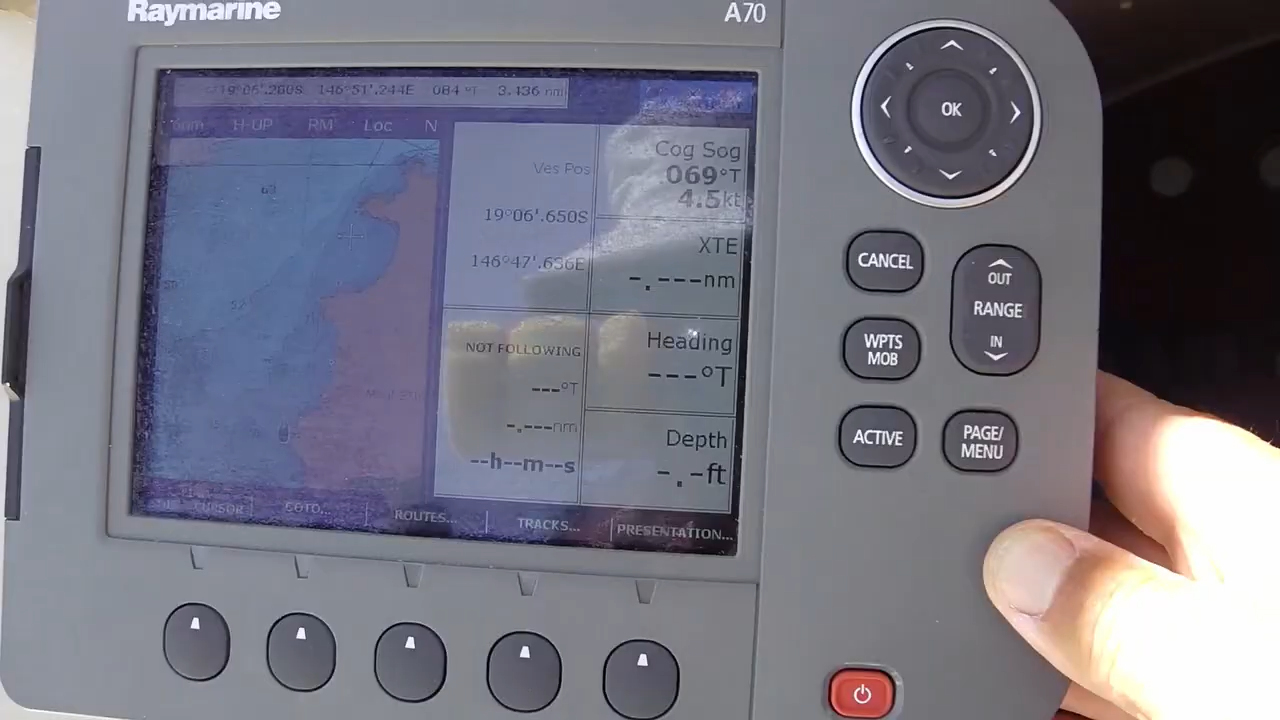 Raymarine
A70
19°06'.280S 146°51'.244E 084°T 3.436 nm
nm H-UP RM Loc N
Ves Pos
19°06'.650S
146°47'.636E
Cog Sog
069°T
4.5kt
XTE
-.---nm
NOT FOLLOWING
---°T
-.---nm
--h--m--s
Heading
---°T
Depth
-.-ft
CURSOR GOTO... ROUTES... TRACKS... PRESENTATION...
OK
CANCEL
OUT
RANGE
IN
WPTS
MOB
ACTIVE
PAGE/
MENU